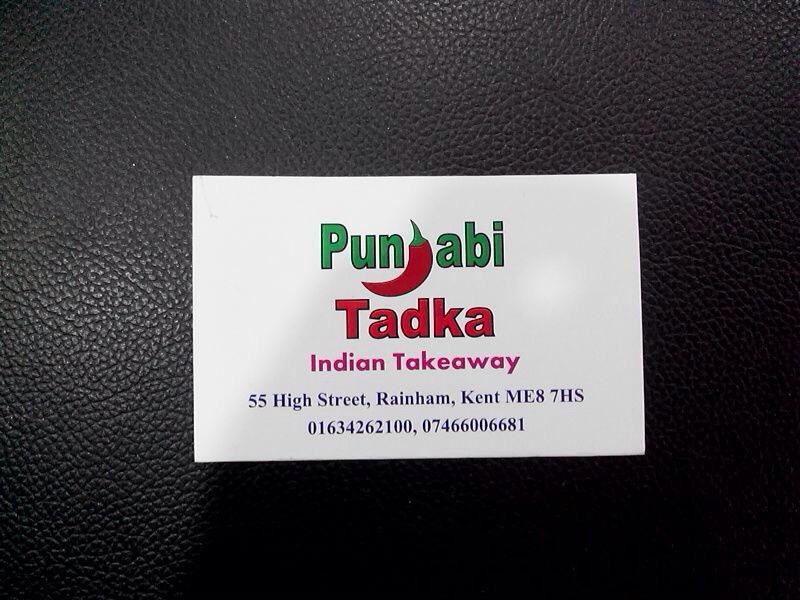 Punjabi
Tadka
Indian Takeaway
55 High Street, Rainham, Kent ME8 7HS
01634262100, 07466006681